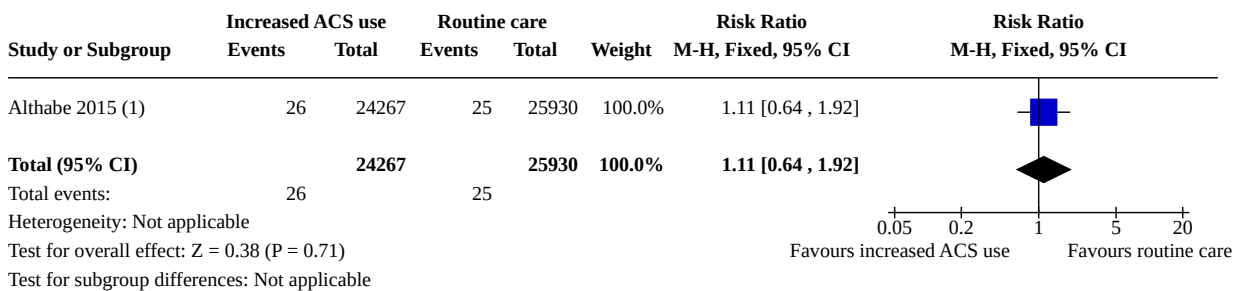 Increased ACS use Routine care Risk Ratio Risk Ratio
Study or Subgroup Events Total Events Total Weight M-H, Fixed, 95% CI M-H, Fixed, 95% CI
Althabe 2015 (1) 26 24267 25 25930 100.0% 1.11 [0.64 , 1.92]
Total (95% CI) 24267 25930 100.0% 1.11 [0.64 , 1.92]
Total events: 26 25
Heterogeneity: Not applicable
0.05 0.2 1 5 20
Test for overall effect: Z = 0.38 (P = 0.71) Favours increased ACS use Favours routine care
Test for subgroup differences: Not applicable